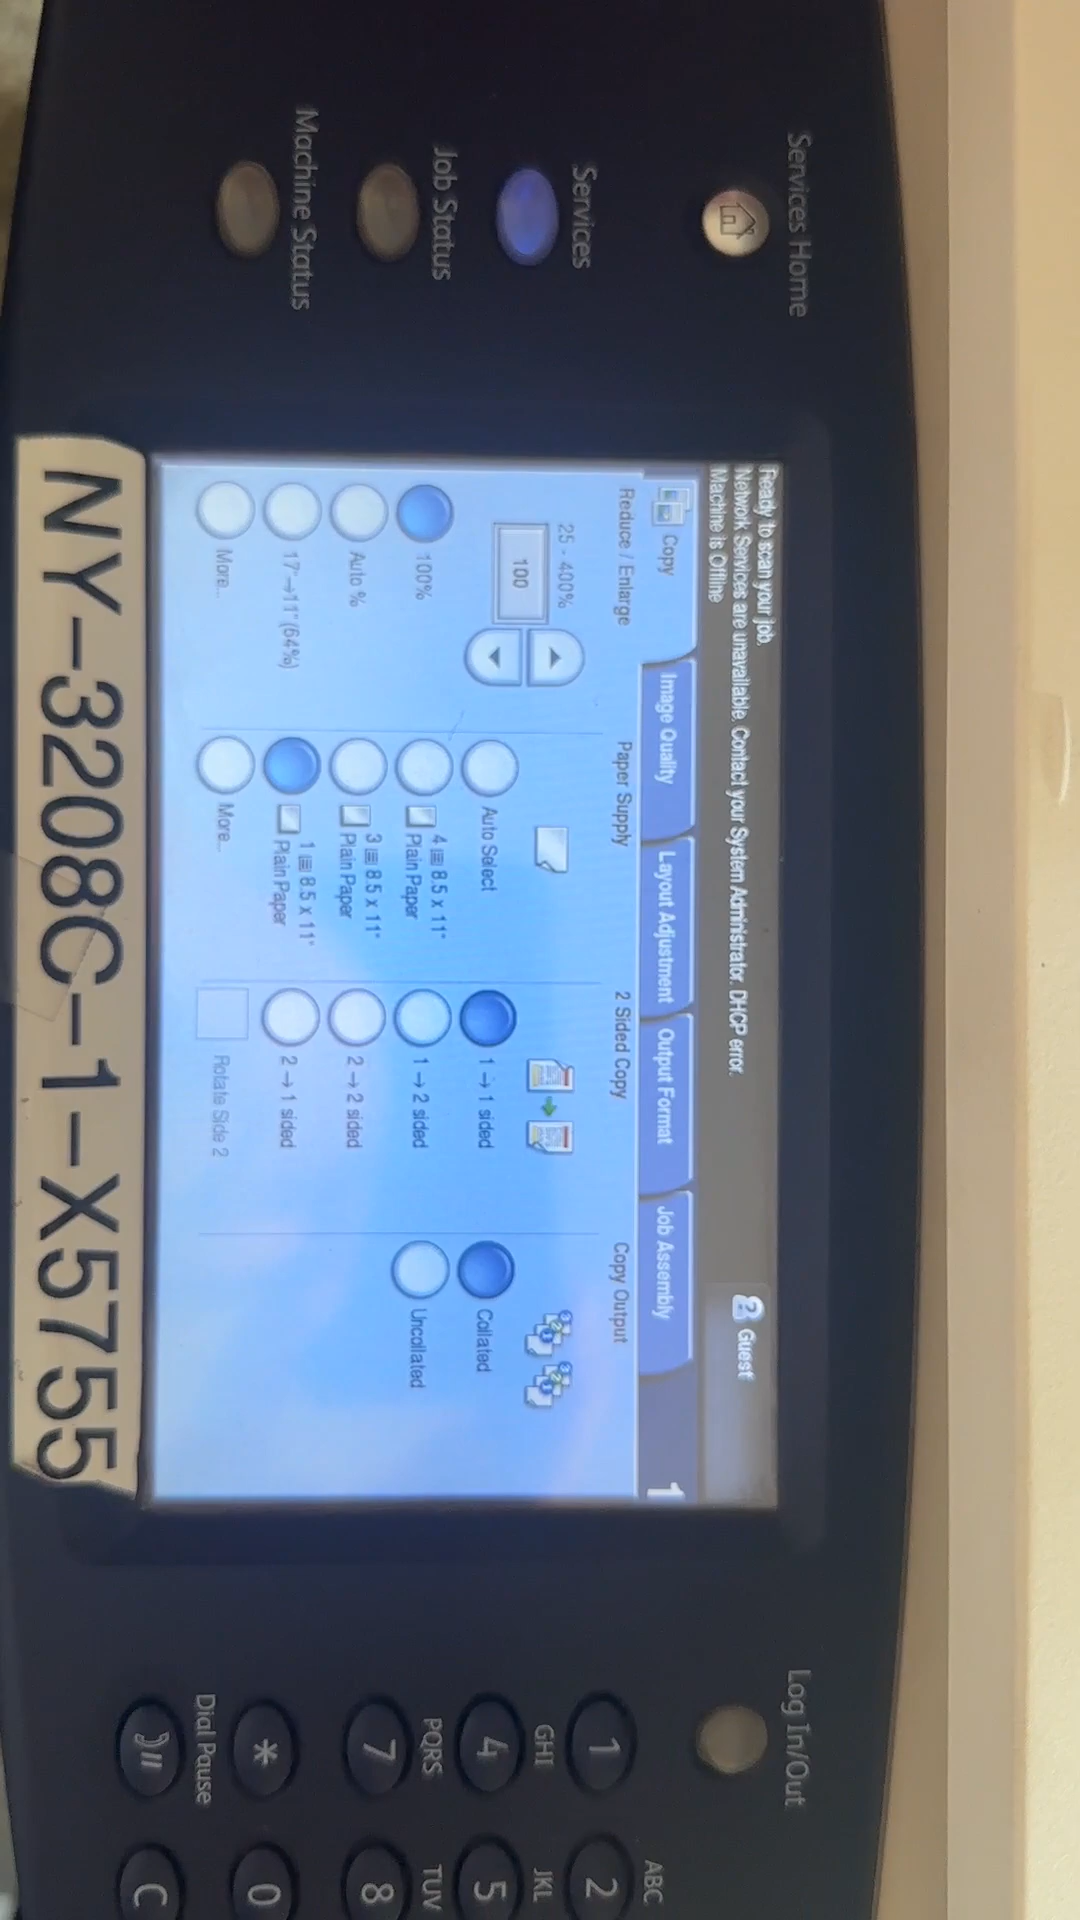 Services Home
Services
Job Status
Machine Status
Ready to scan your job.
Network Services are unavailable. Contact your System Administrator. DHCP error.
Machine is Offline
Guest
Copy
Image Quality
Layout Adjustment
Output Format
Job Assembly
1
Reduce / Enlarge
25 - 400%
100
100%
Auto %
17"→11" (64%)
More...
Paper Supply
Auto Select
4 8.5 x 11"
Plain Paper
3 8.5 x 11"
Plain Paper
1 8.5 x 11"
Plain Paper
More...
2 Sided Copy
1 → 1 sided
1 → 2 sided
2 → 2 sided
2 → 1 sided
Rotate Side 2
Copy Output
Collated
Uncollated
Log In/Out
ABC
1 2
GHI JKL
4 5
PQRS TUV
7 8
* 0
Dial Pause
C
NY-3208C-1-X5755